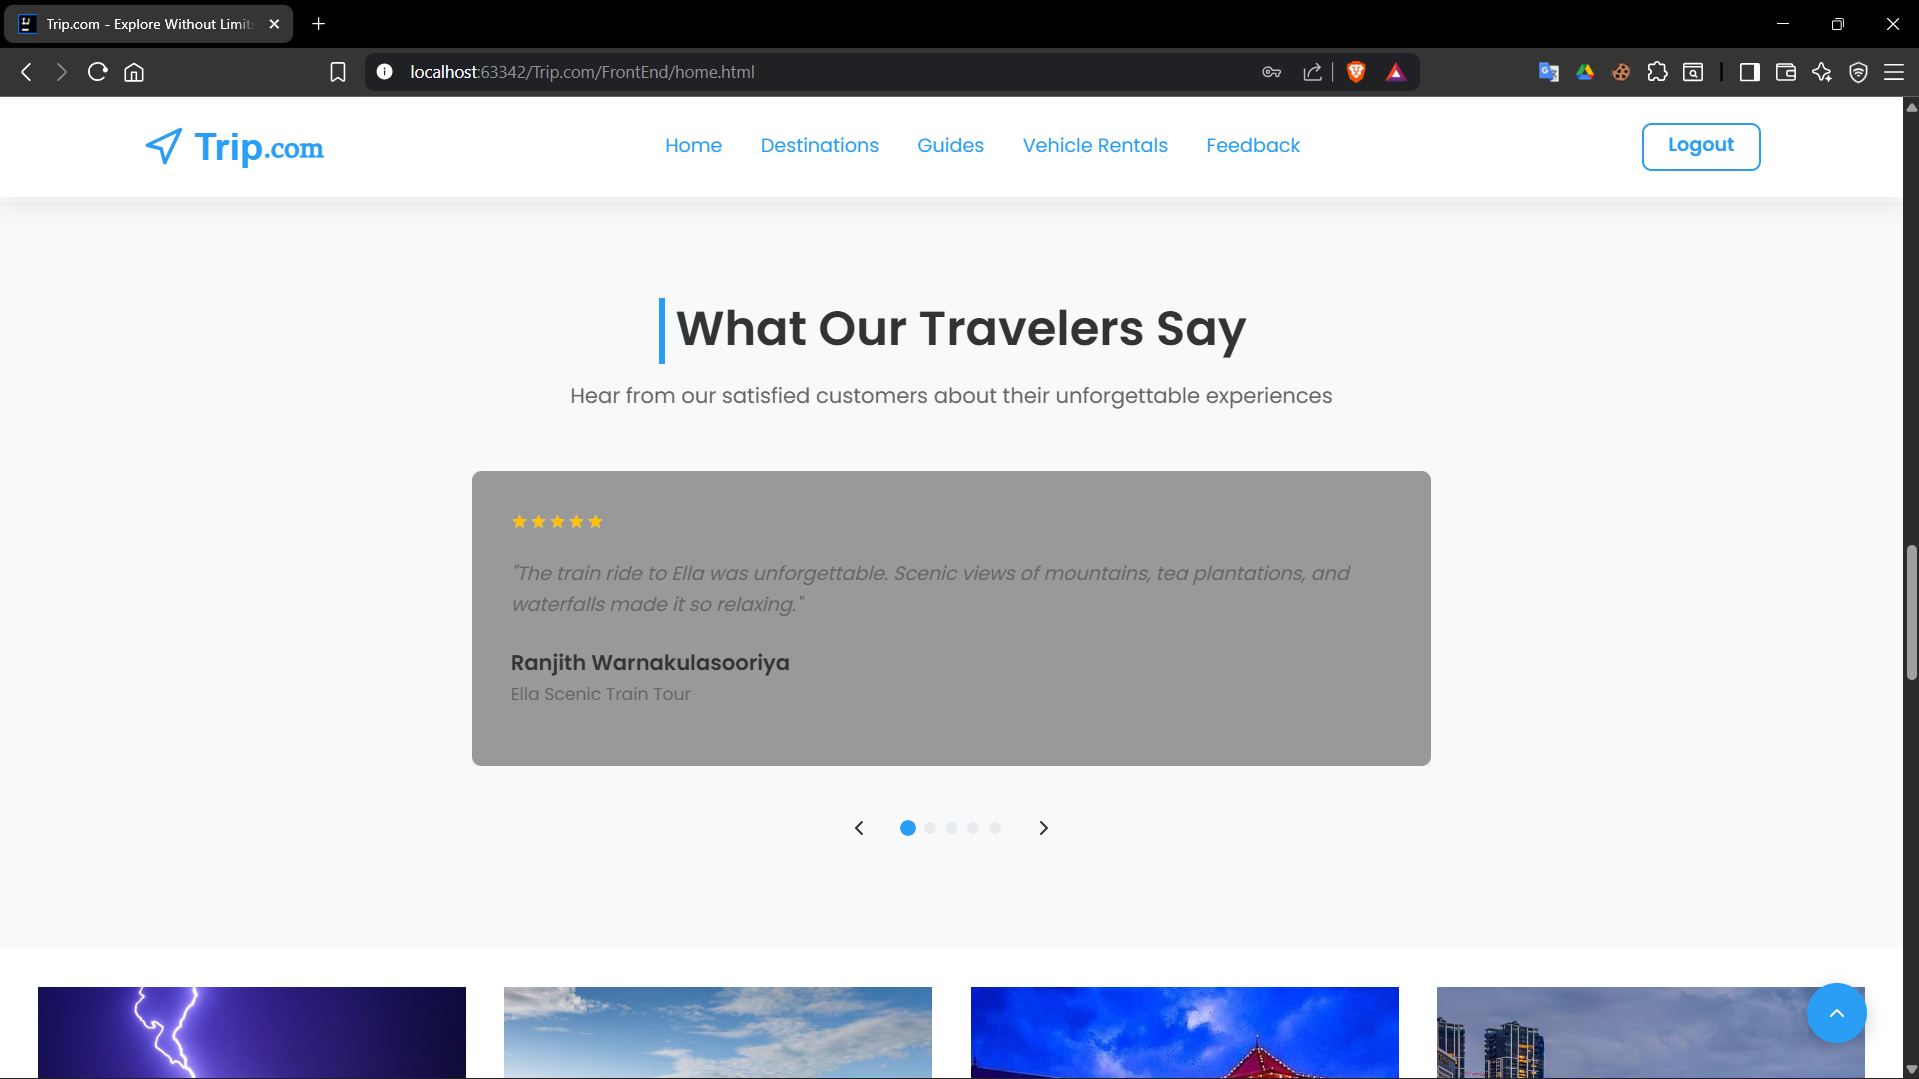 Trip.com - Explore Without Limits
localhost:63342/Trip.com/FrontEnd/home.html
Trip.com
Home
Destinations
Guides
Vehicle Rentals
Feedback
Logout
What Our Travelers Say
Hear from our satisfied customers about their unforgettable experiences
"The train ride to Ella was unforgettable. Scenic views of mountains, tea plantations, and
waterfalls made it so relaxing."
Ranjith Warnakulasooriya
Ella Scenic Train Tour